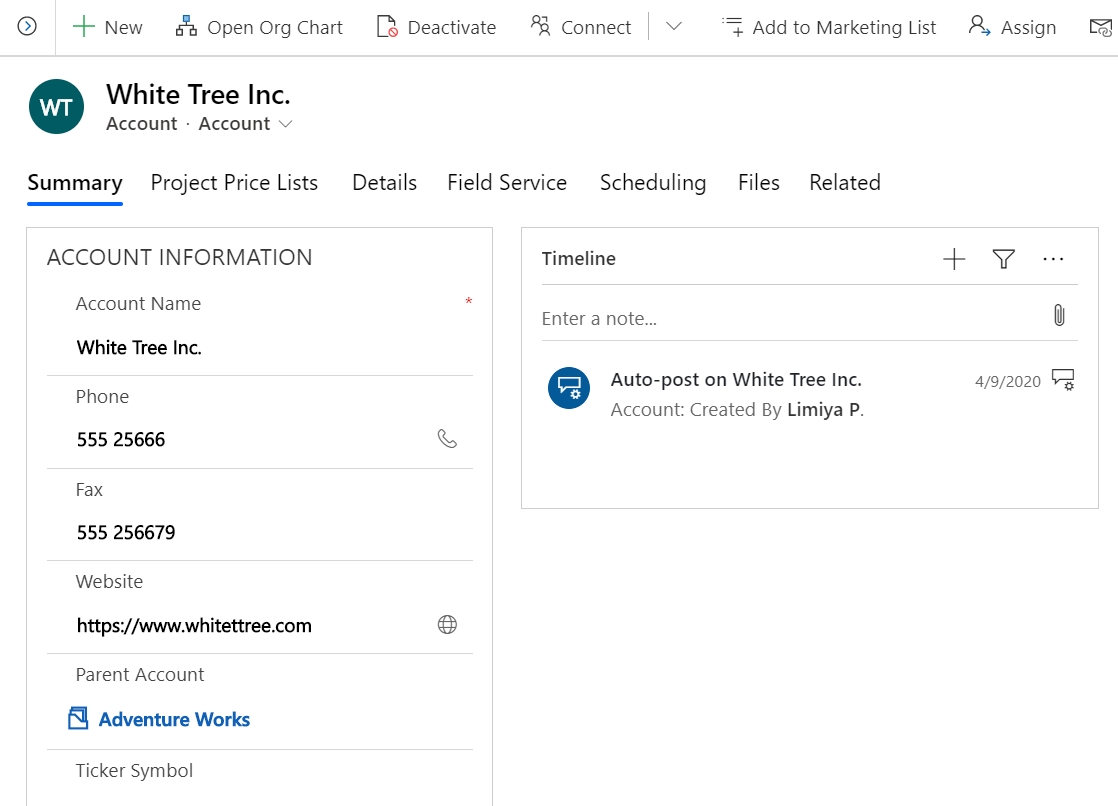 New Open Org Chart Deactivate Connect Add to Marketing List Assign
WT
White Tree Inc.
Account · Account
Summary Project Price Lists Details Field Service Scheduling Files Related
ACCOUNT INFORMATION
Account Name *
White Tree Inc.
Phone
555 25666
Fax
555 256679
Website
https://www.whitettree.com
Parent Account
Adventure Works
Ticker Symbol
Timeline
Enter a note...
Auto-post on White Tree Inc. 4/9/2020
Account: Created By Limiya P.